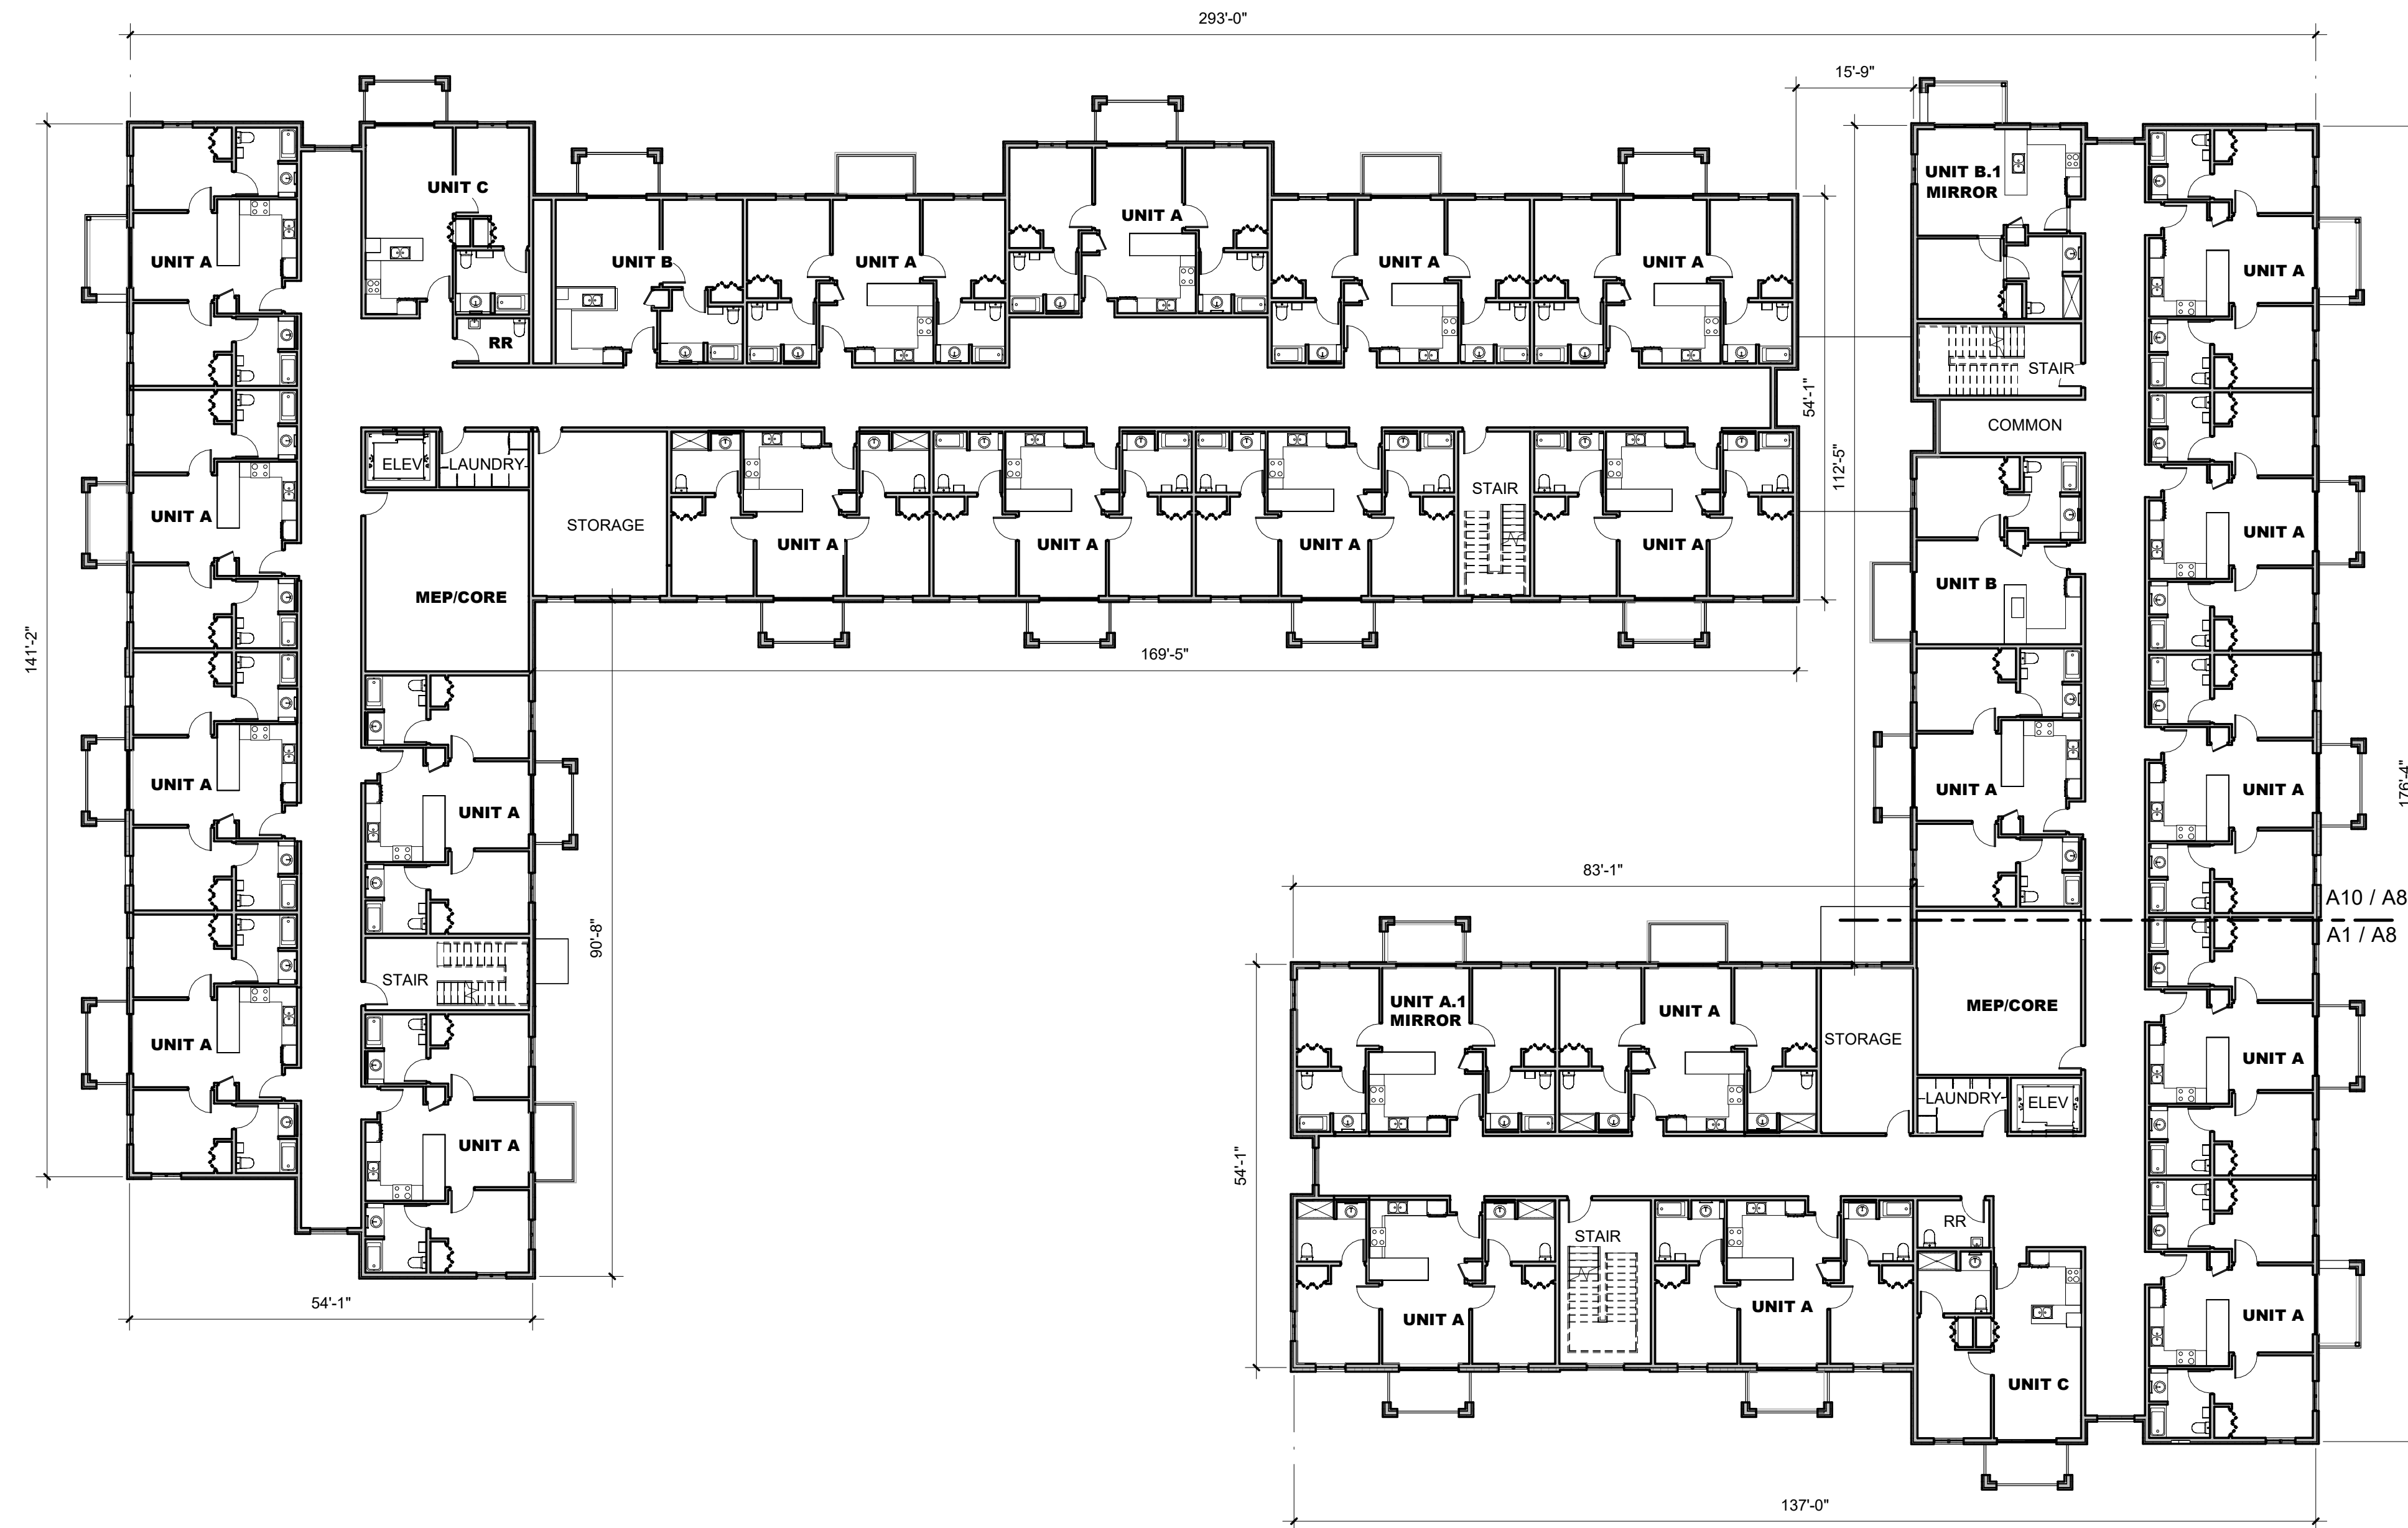 293'-0"
15'-9"
UNIT C
UNIT B.1
MIRROR
UNIT A
UNIT A
UNIT B
UNIT A
UNIT A
UNIT A
UNIT A
RR
STAIR
54'-1"
COMMON
112'-5"
ELEV
LAUNDRY
STAIR
STORAGE
UNIT A
UNIT A
UNIT A
UNIT A
UNIT A
UNIT A
MEP/CORE
UNIT B
141'-2"
169'-5"
UNIT A
UNIT A
UNIT A
UNIT A
176'-4"
83'-1"
A10 / A8
A1 / A8
90'-8"
STAIR
UNIT A.1
MIRROR
UNIT A
STORAGE
MEP/CORE
UNIT A
UNIT A
LAUNDRY
ELEV
UNIT A
54'-1"
RR
STAIR
54'-1"
UNIT A
UNIT A
UNIT A
UNIT C
137'-0"